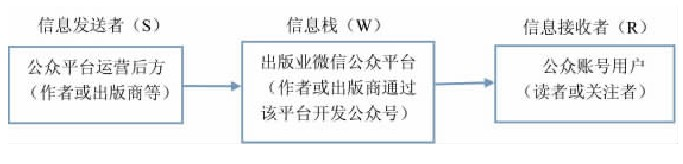 信息发送者（S）
信息栈（W）
信息接收者（R）
公众平台运营后方
（作者或出版商等）
出版业微信公众平台
（作者或出版商通过
该平台开发公众号）
公众账号用户
（读者或关注者）